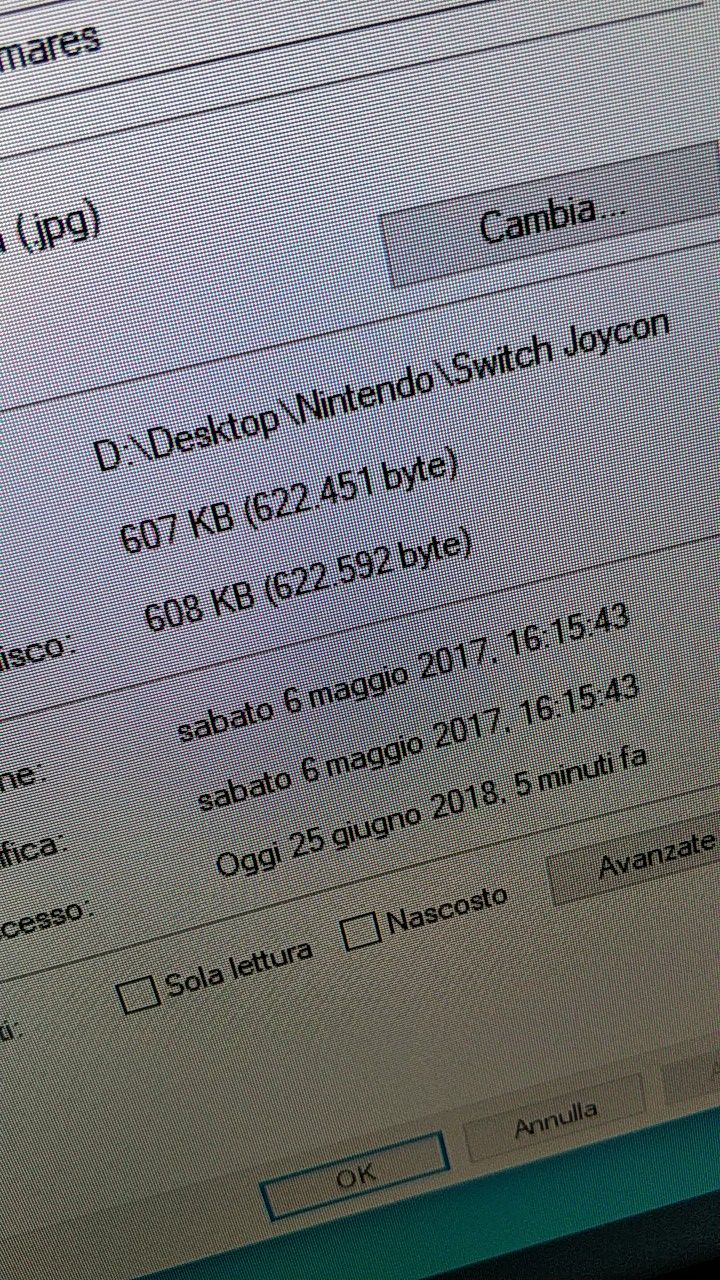 mares
(.jpg)
Cambia...
D:\Desktop\Nintendo\Switch Joycon
607 KB (622.451 byte)
isco: 608 KB (622.592 byte)
ne: sabato 6 maggio 2017, 16:15:43
fica: sabato 6 maggio 2017, 16:15:43
cesso: Oggi 25 giugno 2018, 5 minuti fa
ti: Sola lettura Nascosto Avanzate
OK Annulla